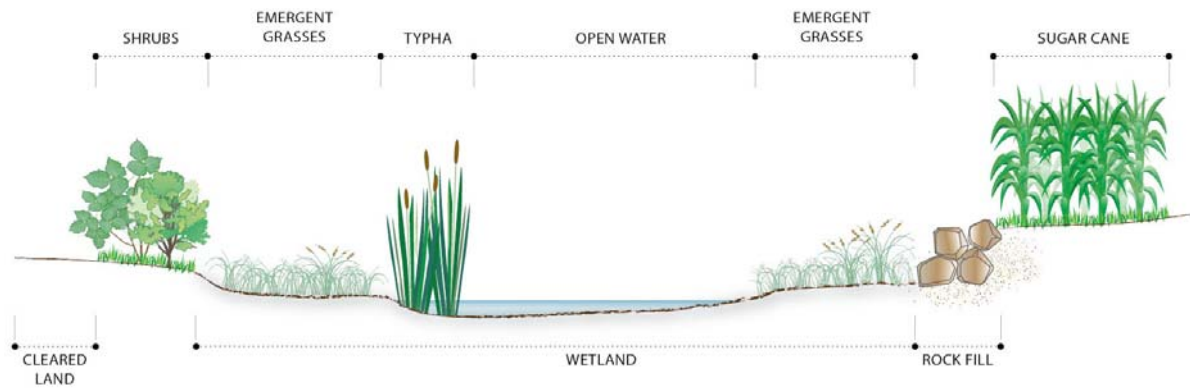 SHRUBS
EMERGENT
GRASSES
TYPHA
OPEN WATER
EMERGENT
GRASSES
SUGAR CANE
CLEARED
LAND
WETLAND
ROCK FILL